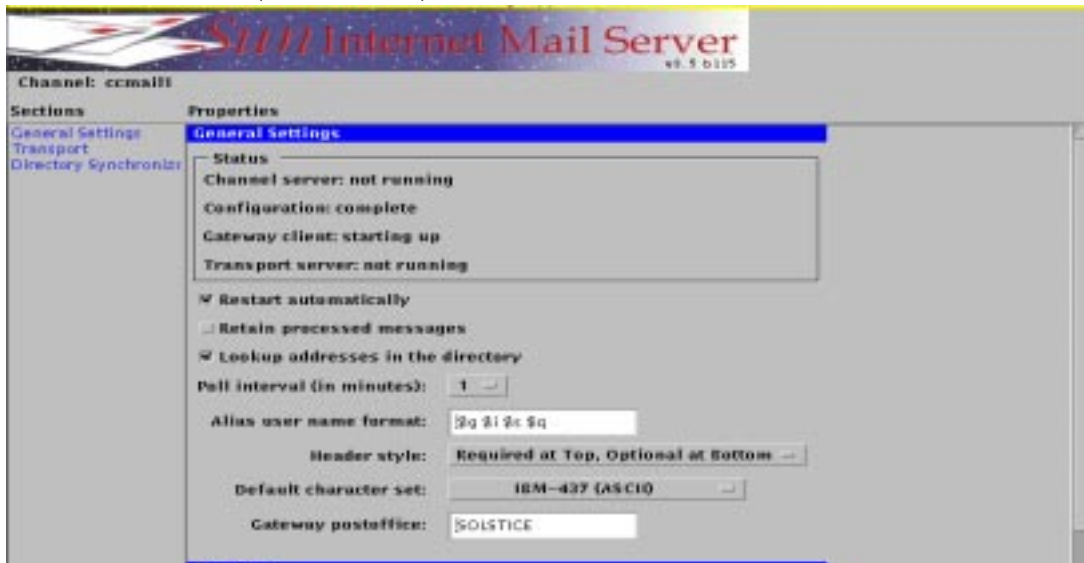 Sun Internet Mail Server
v0.5 b115
Channel: ccmail1
Sections
Properties
General Settings
Transport
Directory Synchroniz
General Settings
Status
Channel server: not running
Configuration: complete
Gateway client: starting up
Transport server: not running
Restart automatically
Retain processed messages
Lookup addresses in the directory
Poll interval (in minutes): 1
Alias user name format: $g $i $s $q
Header style: Required at Top, Optional at Bottom
Default character set: IBM-437 (ASCII)
Gateway postoffice: SOLSTICE